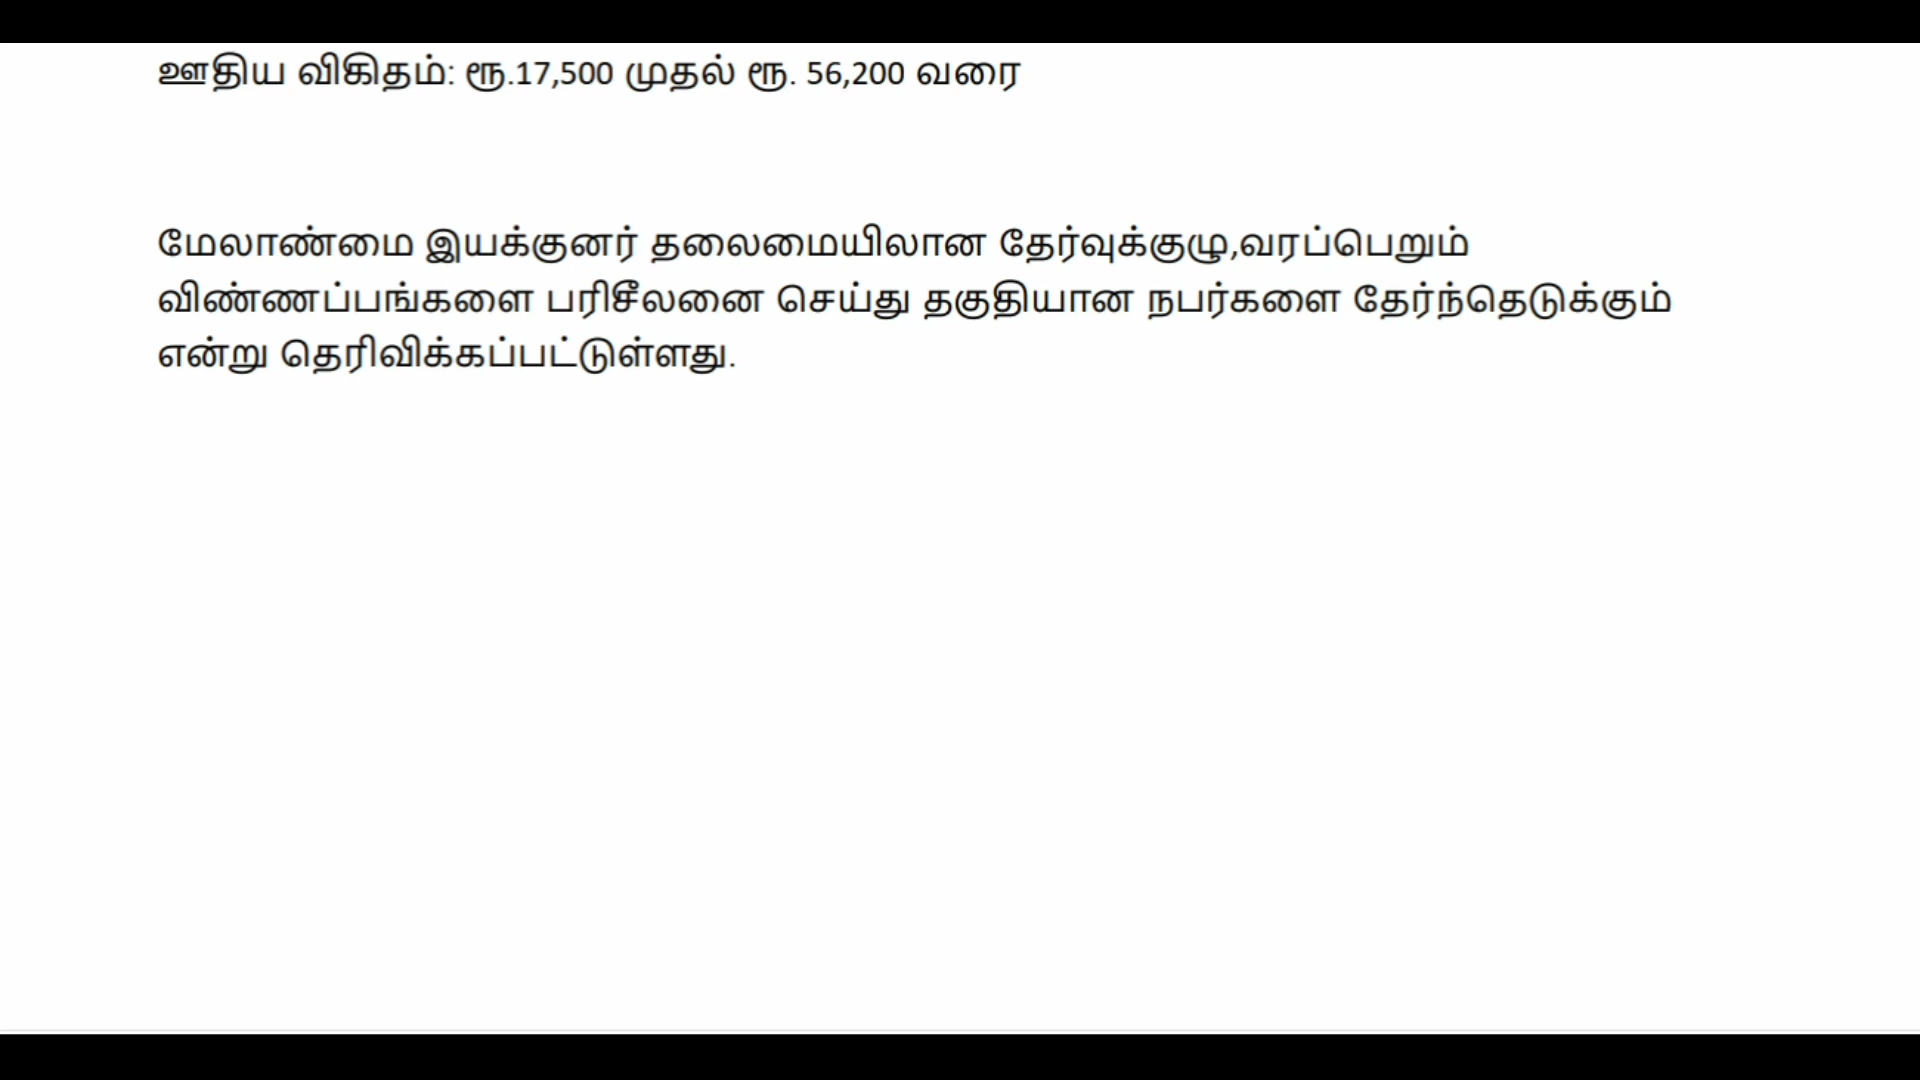 ஊதிய விகிதம்: ரூ.17,500 முதல் ரூ. 56,200 வரை
மேலாண்மை இயக்குனர் தலைமையிலான தேர்வுக்குழு,வரப்பெறும்
விண்ணப்பங்களை பரிசீலனை செய்து தகுதியான நபர்களை தேர்ந்தெடுக்கும்
என்று தெரிவிக்கப்பட்டுள்ளது.